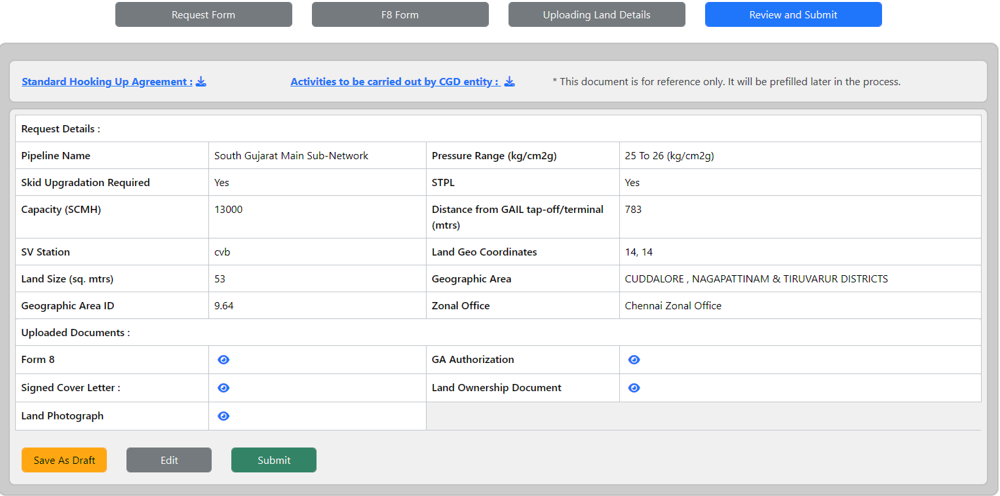 Request Form
F8 Form
Uploading Land Details
Review and Submit
Standard Hooking Up Agreement :
Activities to be carried out by CGD entity :
* This document is for reference only. It will be prefilled later in the process.
Request Details :
Pipeline Name
South Gujarat Main Sub-Network
Pressure Range (kg/cm2g)
25 To 26 (kg/cm2g)
Skid Upgradation Required
Yes
STPL
Yes
Capacity (SCMH)
13000
Distance from GAIL tap-off/terminal
(mtrs)
783
SV Station
cvb
Land Geo Coordinates
14, 14
Land Size (sq. mtrs)
53
Geographic Area
CUDDALORE , NAGAPATTINAM & TIRUVARUR DISTRICTS
Geographic Area ID
9.64
Zonal Office
Chennai Zonal Office
Uploaded Documents :
Form 8
GA Authorization
Signed Cover Letter :
Land Ownership Document
Land Photograph
Save As Draft
Edit
Submit